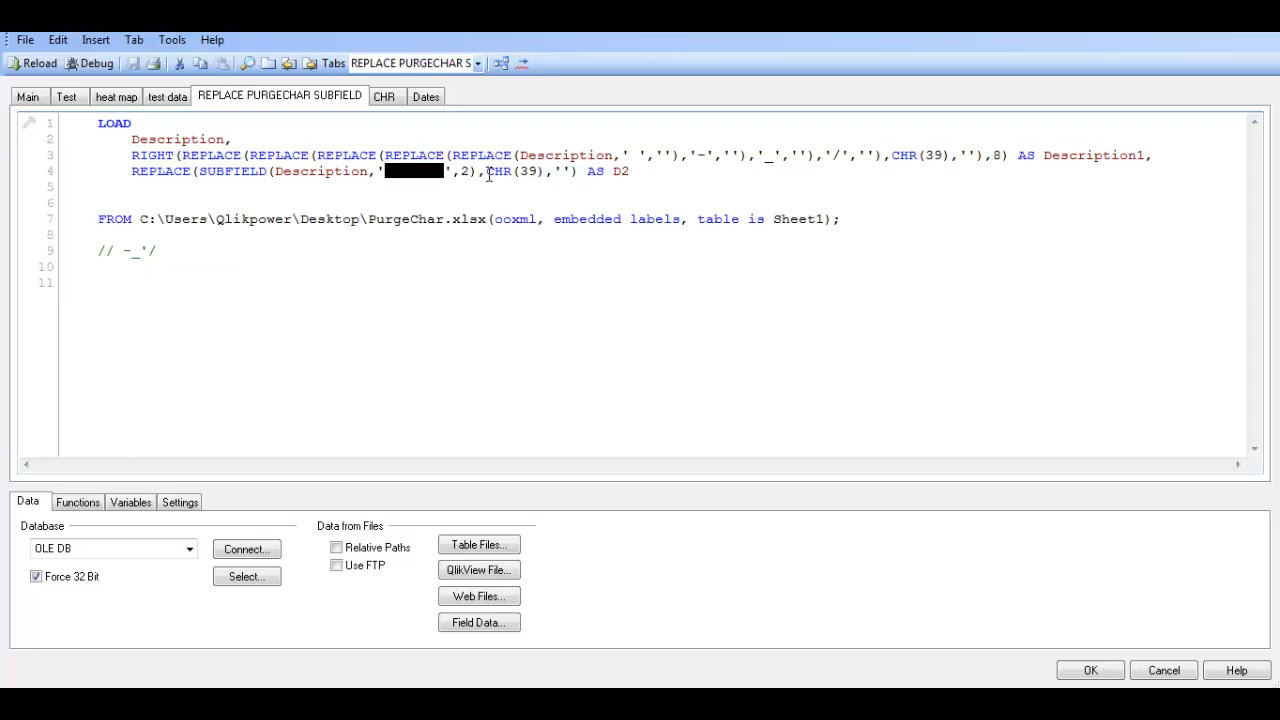 File Edit Insert Tab Tools Help
Reload Debug Tabs REPLACE PURGECHAR S
Main Test heat map test data REPLACE PURGECHAR SUBFIELD CHR Dates
1 LOAD
2 Description,
3 RIGHT(REPLACE(REPLACE(REPLACE(REPLACE(REPLACE(Description,' ',''),'-',''),'_',''),'/',''),CHR(39),''),8) AS Description1,
4 REPLACE(SUBFIELD(Description,' ',2),CHR(39),'') AS D2
5
6
7 FROM C:\Users\Qlikpower\Desktop\PurgeChar.xlsx(ooxml, embedded labels, table is Sheet1);
8
9 // -_'/
10
11
Data Functions Variables Settings
Database
OLE DB Connect...
Force 32 Bit Select...
Data from Files
Relative Paths Table Files...
Use FTP QlikView File...
Web Files...
Field Data...
OK Cancel Help